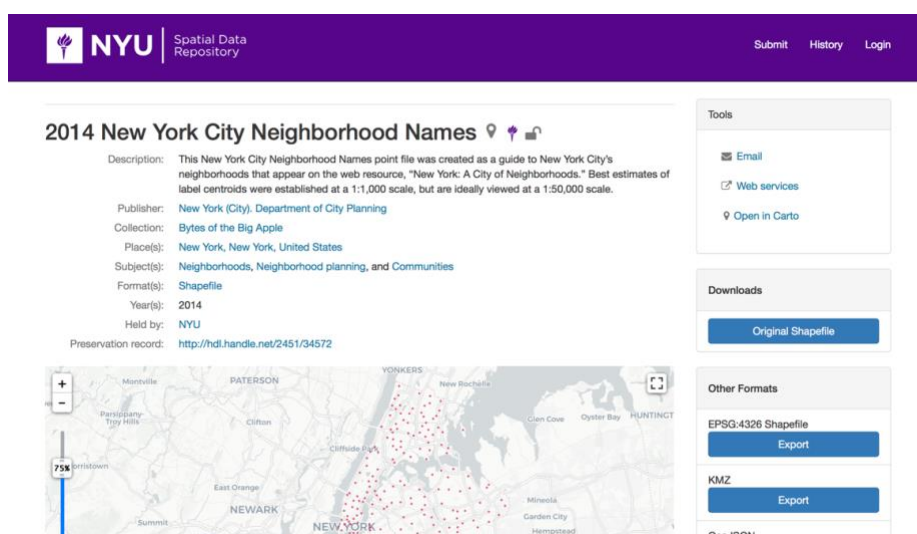 NYU
Spatial Data
Repository
Submit History Login
2014 New York City Neighborhood Names
Description: This New York City Neighborhood Names point file was created as a guide to New York City's
neighborhoods that appear on the web resource, "New York: A City of Neighborhoods." Best estimates of
label centroids were established at a 1:1,000 scale, but are ideally viewed at a 1:50,000 scale.
Publisher: New York (City). Department of City Planning
Collection: Bytes of the Big Apple
Place(s): New York, New York, United States
Subject(s): Neighborhoods, Neighborhood planning, and Communities
Format(s): Shapefile
Year(s): 2014
Held by: NYU
Preservation record: http://hdl.handle.net/2451/34572
+
−
75%
Montville
PATERSON
YONKERS
New Rochelle
Parsippany-
Troy Hills
Clifton
Glen Cove
Oyster Bay
HUNTINGT
Cliffside Park
orristown
East Orange
NEWARK
Mineola
Garden City
Summit
NEW YORK
Hempstead
Tools
Email
Web services
Open in Carto
Downloads
Original Shapefile
Other Formats
EPSG:4326 Shapefile
Export
KMZ
Export